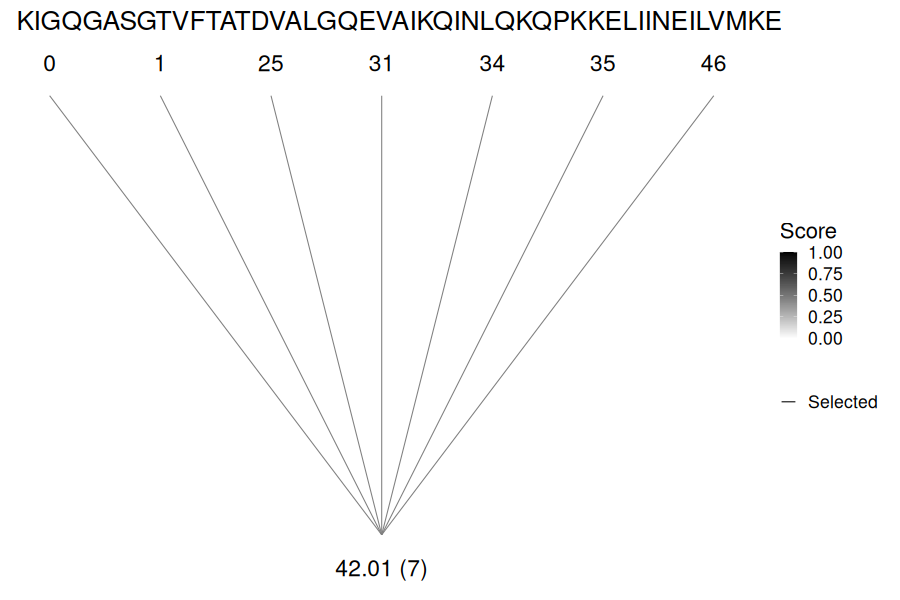 KIGQGASGTVFTATDVALGQEVAIKQINLQKQPKKELIINEILVMKE
0 1 25 31 34 35 46
Score
1.00
0.75
0.50
0.25
0.00
Selected
42.01 (7)